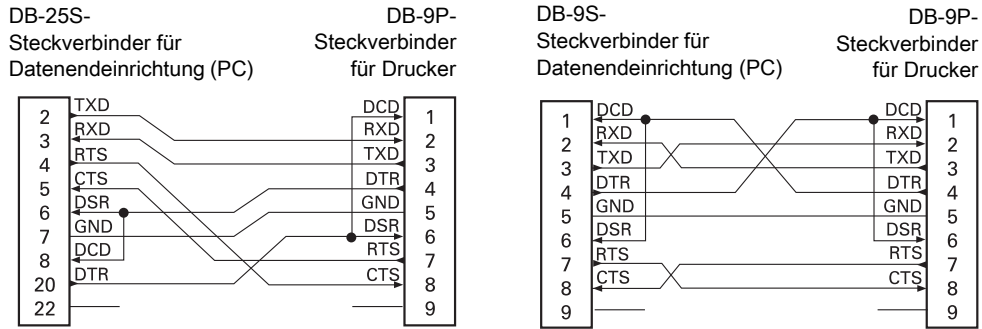 DB-25S-
Steckverbinder für
Datenendeinrichtung (PC)
DB-9P-
Steckverbinder
für Drucker
2 TXD
3 RXD
4 RTS
5 CTS
6 DSR
7 GND
8 DCD
20 DTR
22
DCD 1
RXD 2
TXD 3
DTR 4
GND 5
DSR 6
RTS 7
CTS 8
9
DB-9S-
Steckverbinder für
Datenendeinrichtung (PC)
DB-9P-
Steckverbinder
für Drucker
1 DCD
2 RXD
3 TXD
4 DTR
5 GND
6 DSR
7 RTS
8 CTS
9
DCD 1
RXD 2
TXD 3
DTR 4
GND 5
DSR 6
RTS 7
CTS 8
9